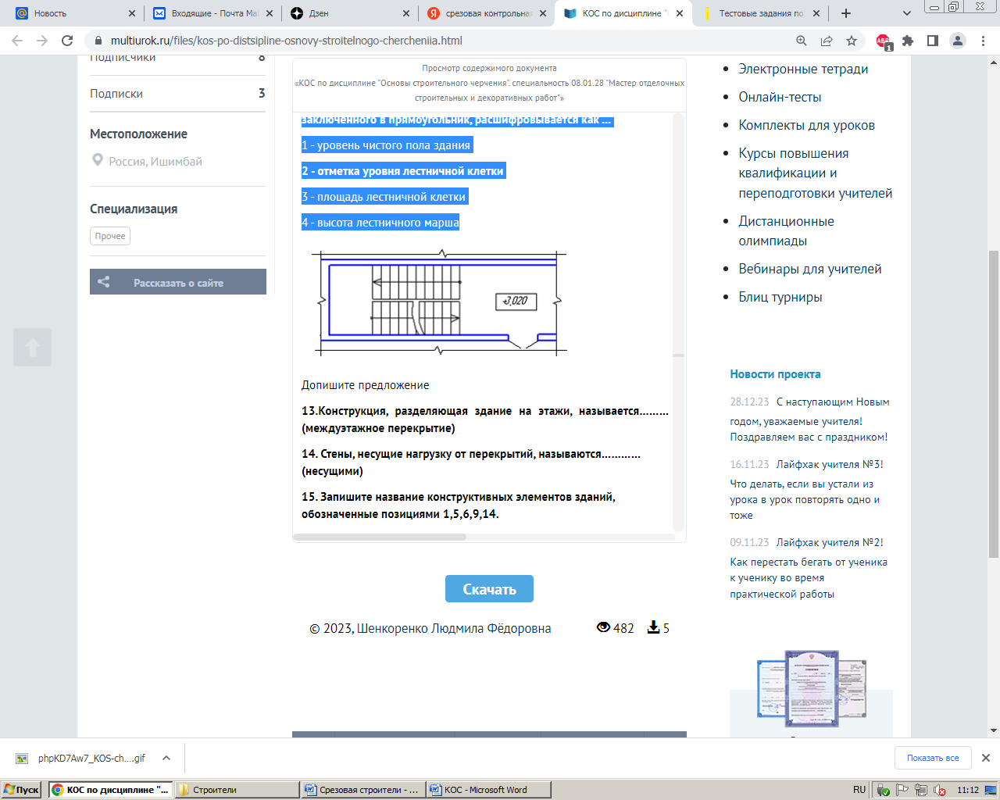 Новость
Входящие - Почта Mai
Дзен
срезовая контрольная
КОС по дисциплине "О
Тестовые задания по
multiurok.ru/files/kos-po-distsipline-osnovy-stroitelnogo-chercheniia.html
ABP
1
Подписчики 8
Подписки 3
Местоположение
Россия, Ишимбай
Специализация
Прочее
Рассказать о сайте
Просмотр содержимого документа
«КОС по дисциплине "Основы строительного черчения". специальность 08.01.28 "Мастер отделочных
строительных и декоративных работ"»
заключенного в прямоугольник, расшифровывается как ...
1 - уровень чистого пола здания
2 - отметка уровня лестничной клетки
3 - площадь лестничной клетки
4 - высота лестничного марша
+3,020
Допишите предложение
13.Конструкция, разделяющая здание на этажи, называется………
(междуэтажное перекрытие)
14. Стены, несущие нагрузку от перекрытий, называются…………
(несущими)
15. Запишите название конструктивных элементов зданий,
обозначенные позициями 1,5,6,9,14.
Скачать
© 2023, Шенкоренко Людмила Фёдоровна 482 5
Электронные тетради
Онлайн-тесты
Комплекты для уроков
Курсы повышения
квалификации и
переподготовки учителей
Дистанционные
олимпиады
Вебинары для учителей
Блиц турниры
Новости проекта
28.12.23 С наступающим Новым
годом, уважаемые учителя!
Поздравляем вас с праздником!
16.11.23 Лайфхак учителя №3!
Что делать, если вы устали из
урока в урок повторять одно и
тоже
09.11.23 Лайфхак учителя №2!
Как перестать бегать от ученика
к ученику во время
практической работы
phpKD7Aw7_KOS-ch....gif
Показать все
Пуск
КОС по дисциплине "...
Строители
Срезовая строители - ...
КОС - Microsoft Word
RU
11:12